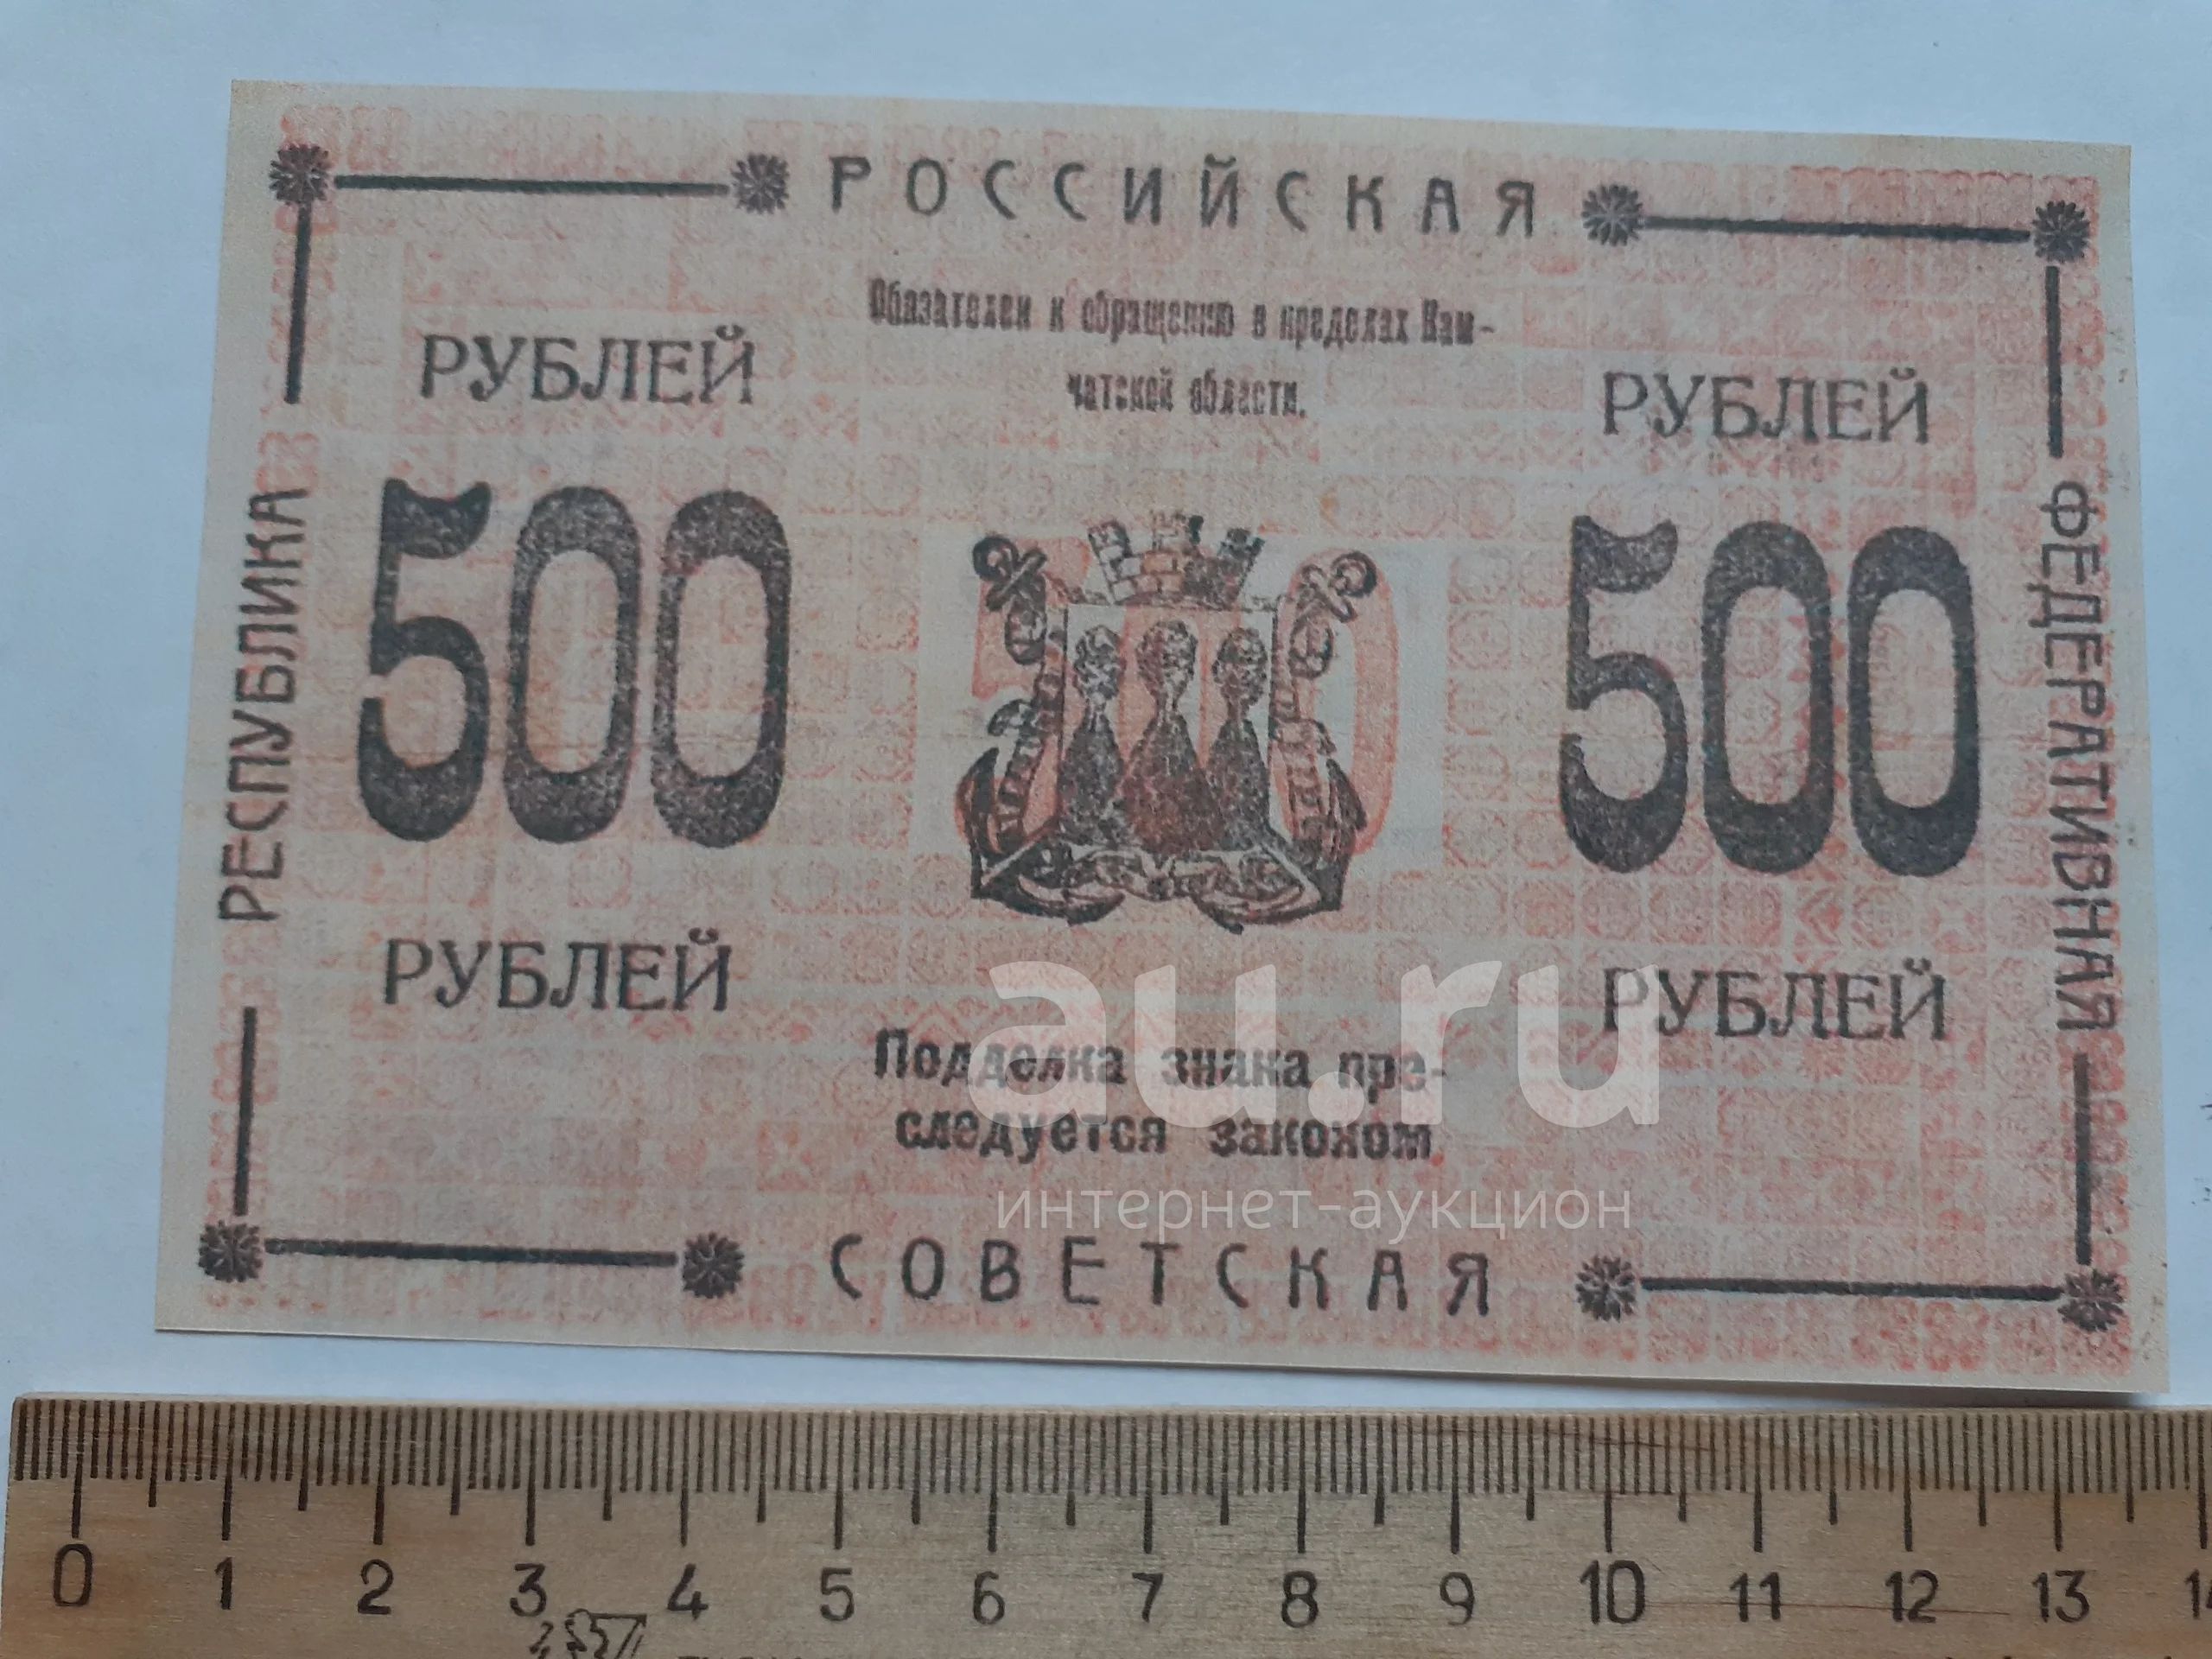 РОССИЙСКАЯ
Обязателен к обращению в пределах Кам-
чатской области.
РУБЛЕЙ
РУБЛЕЙ
РЕСПУБЛИКА
500
500
500
ФЕДЕРАТИВНАЯ
РУБЛЕЙ
РУБЛЕЙ
au.ru
Подделка знака пре-
следуется законом
интернет-аукцион
СОВЕТСКАЯ
0 1 2 3 4 5 6 7 8 9 10 11 12 13